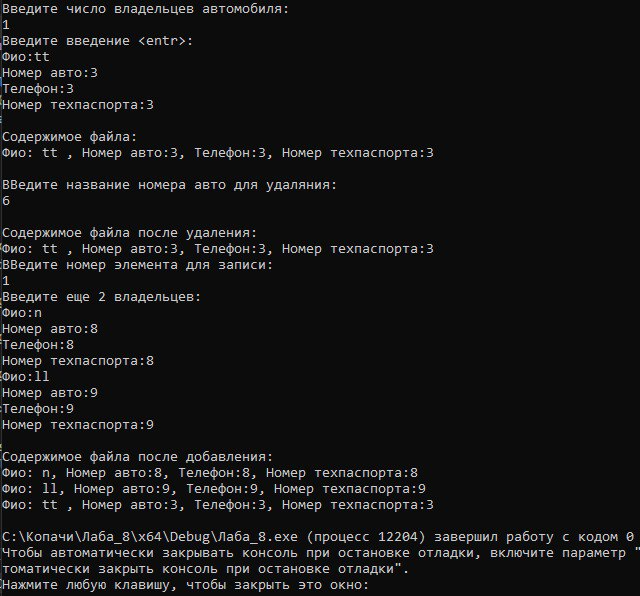 Введите число владельцев автомобиля:
1
Введите введение <entr>:
Фио:tt
Номер авто:3
Телефон:3
Номер техпаспорта:3
Содержимое файла:
Фио: tt , Номер авто:3, Телефон:3, Номер техпаспорта:3
ВВедите название номера авто для удаляния:
6
Содержимое файла после удаления:
Фио: tt , Номер авто:3, Телефон:3, Номер техпаспорта:3
ВВедите номер элемента для записи:
1
Введите еще 2 владельцев:
Фио:n
Номер авто:8
Телефон:8
Номер техпаспорта:8
Фио:ll
Номер авто:9
Телефон:9
Номер техпаспорта:9
Содержимое файла после добавления:
Фио: n, Номер авто:8, Телефон:8, Номер техпаспорта:8
Фио: ll, Номер авто:9, Телефон:9, Номер техпаспорта:9
Фио: tt , Номер авто:3, Телефон:3, Номер техпаспорта:3
C:\Копачи\Лаба_8\x64\Debug\Лаба_8.exe (процесс 12204) завершил работу с кодом 0
Чтобы автоматически закрывать консоль при остановке отладки, включите параметр "
томатически закрыть консоль при остановке отладки".
Нажмите любую клавишу, чтобы закрыть это окно: